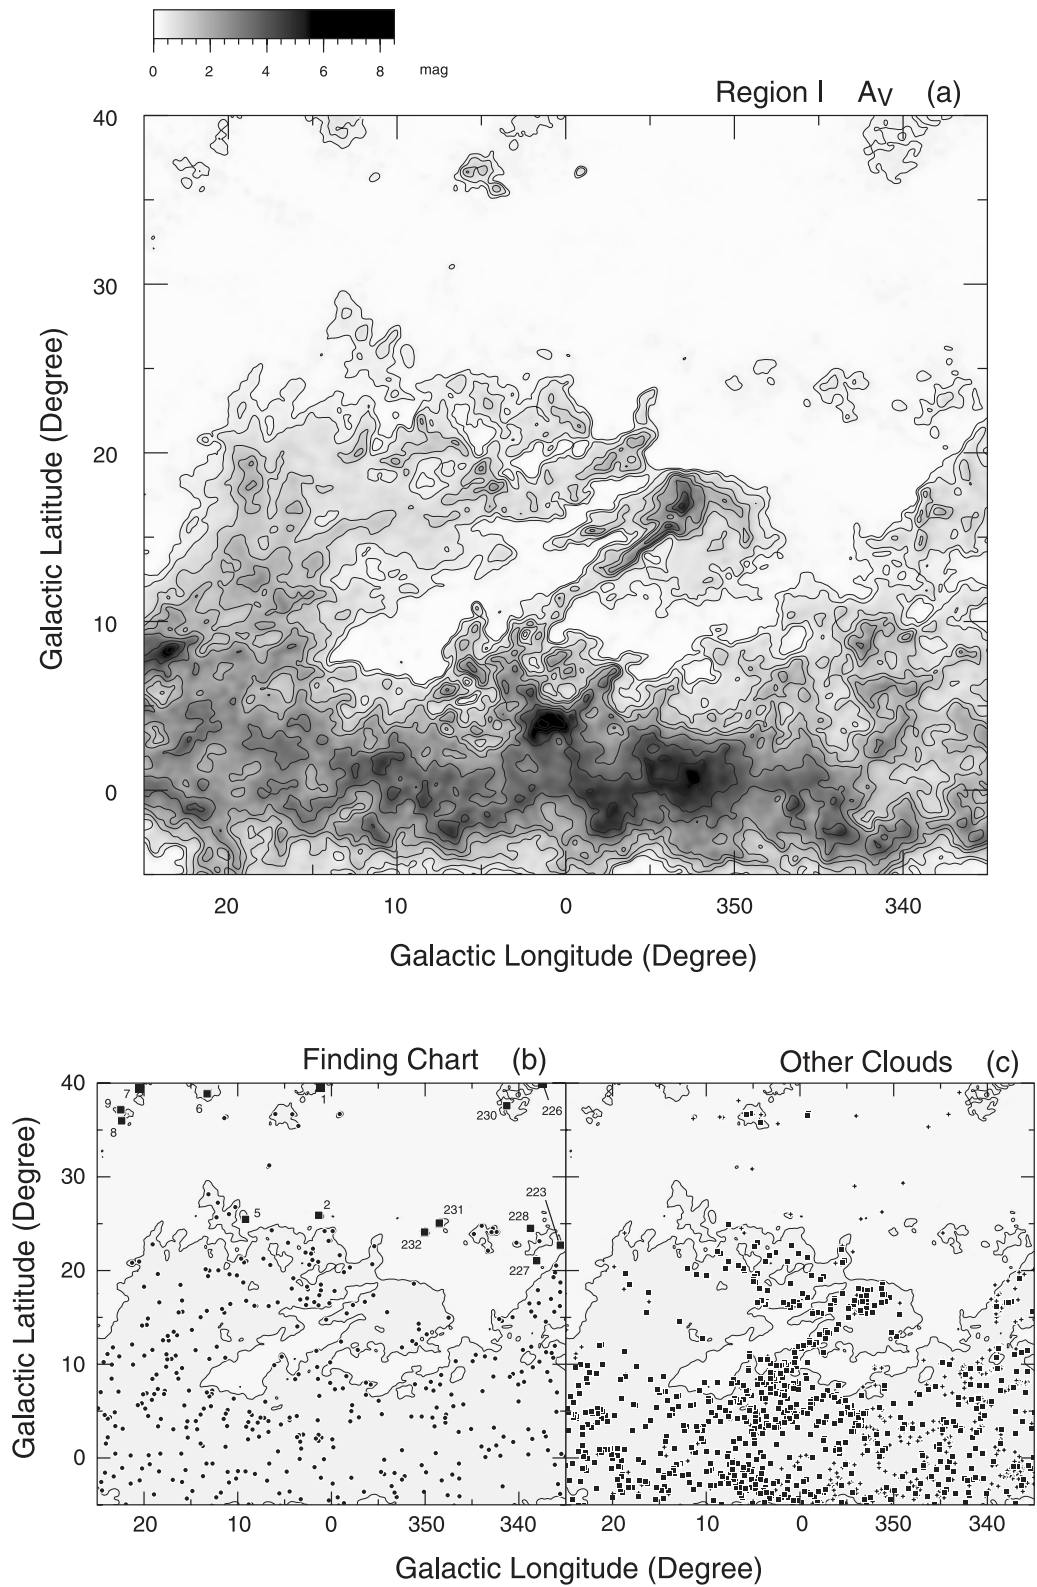 0 2 4 6 8 mag
Region I AV (a)
40
30
20
10
0
Galactic Latitude (Degree)
20 10 0 350 340
Galactic Longitude (Degree)
Finding Chart (b)
Other Clouds (c)
40
30
20
10
0
Galactic Latitude (Degree)
7
9
8
6
1
230
226
5
2
231
232
223
228
227
20 10 0 350 340
20 10 0 350 340
Galactic Longitude (Degree)